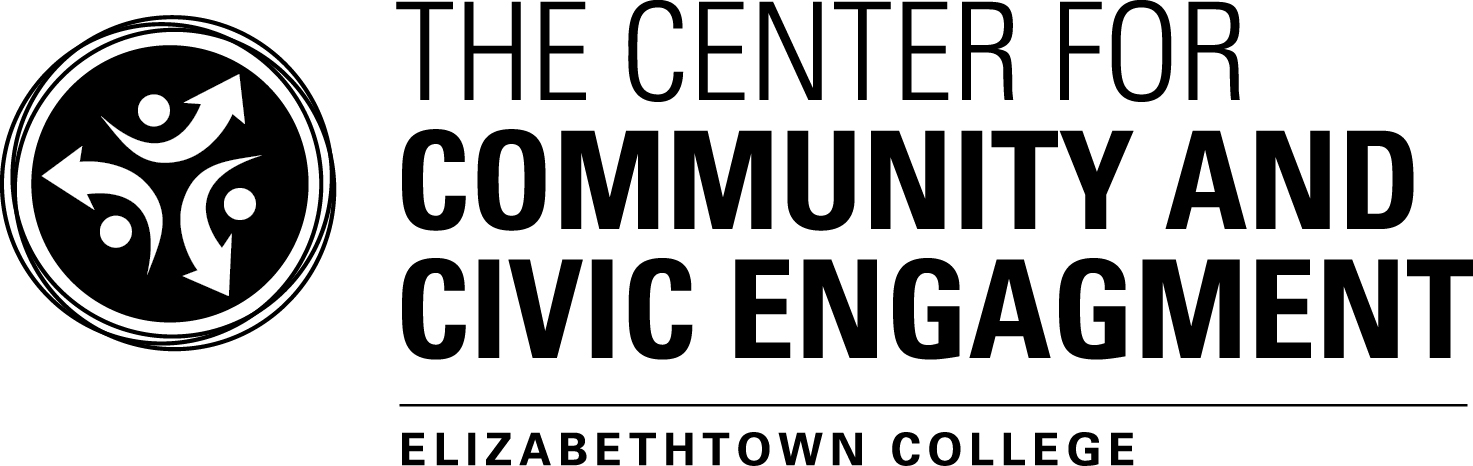 THE CENTER FOR
COMMUNITY AND
CIVIC ENGAGMENT
ELIZABETHTOWN COLLEGE